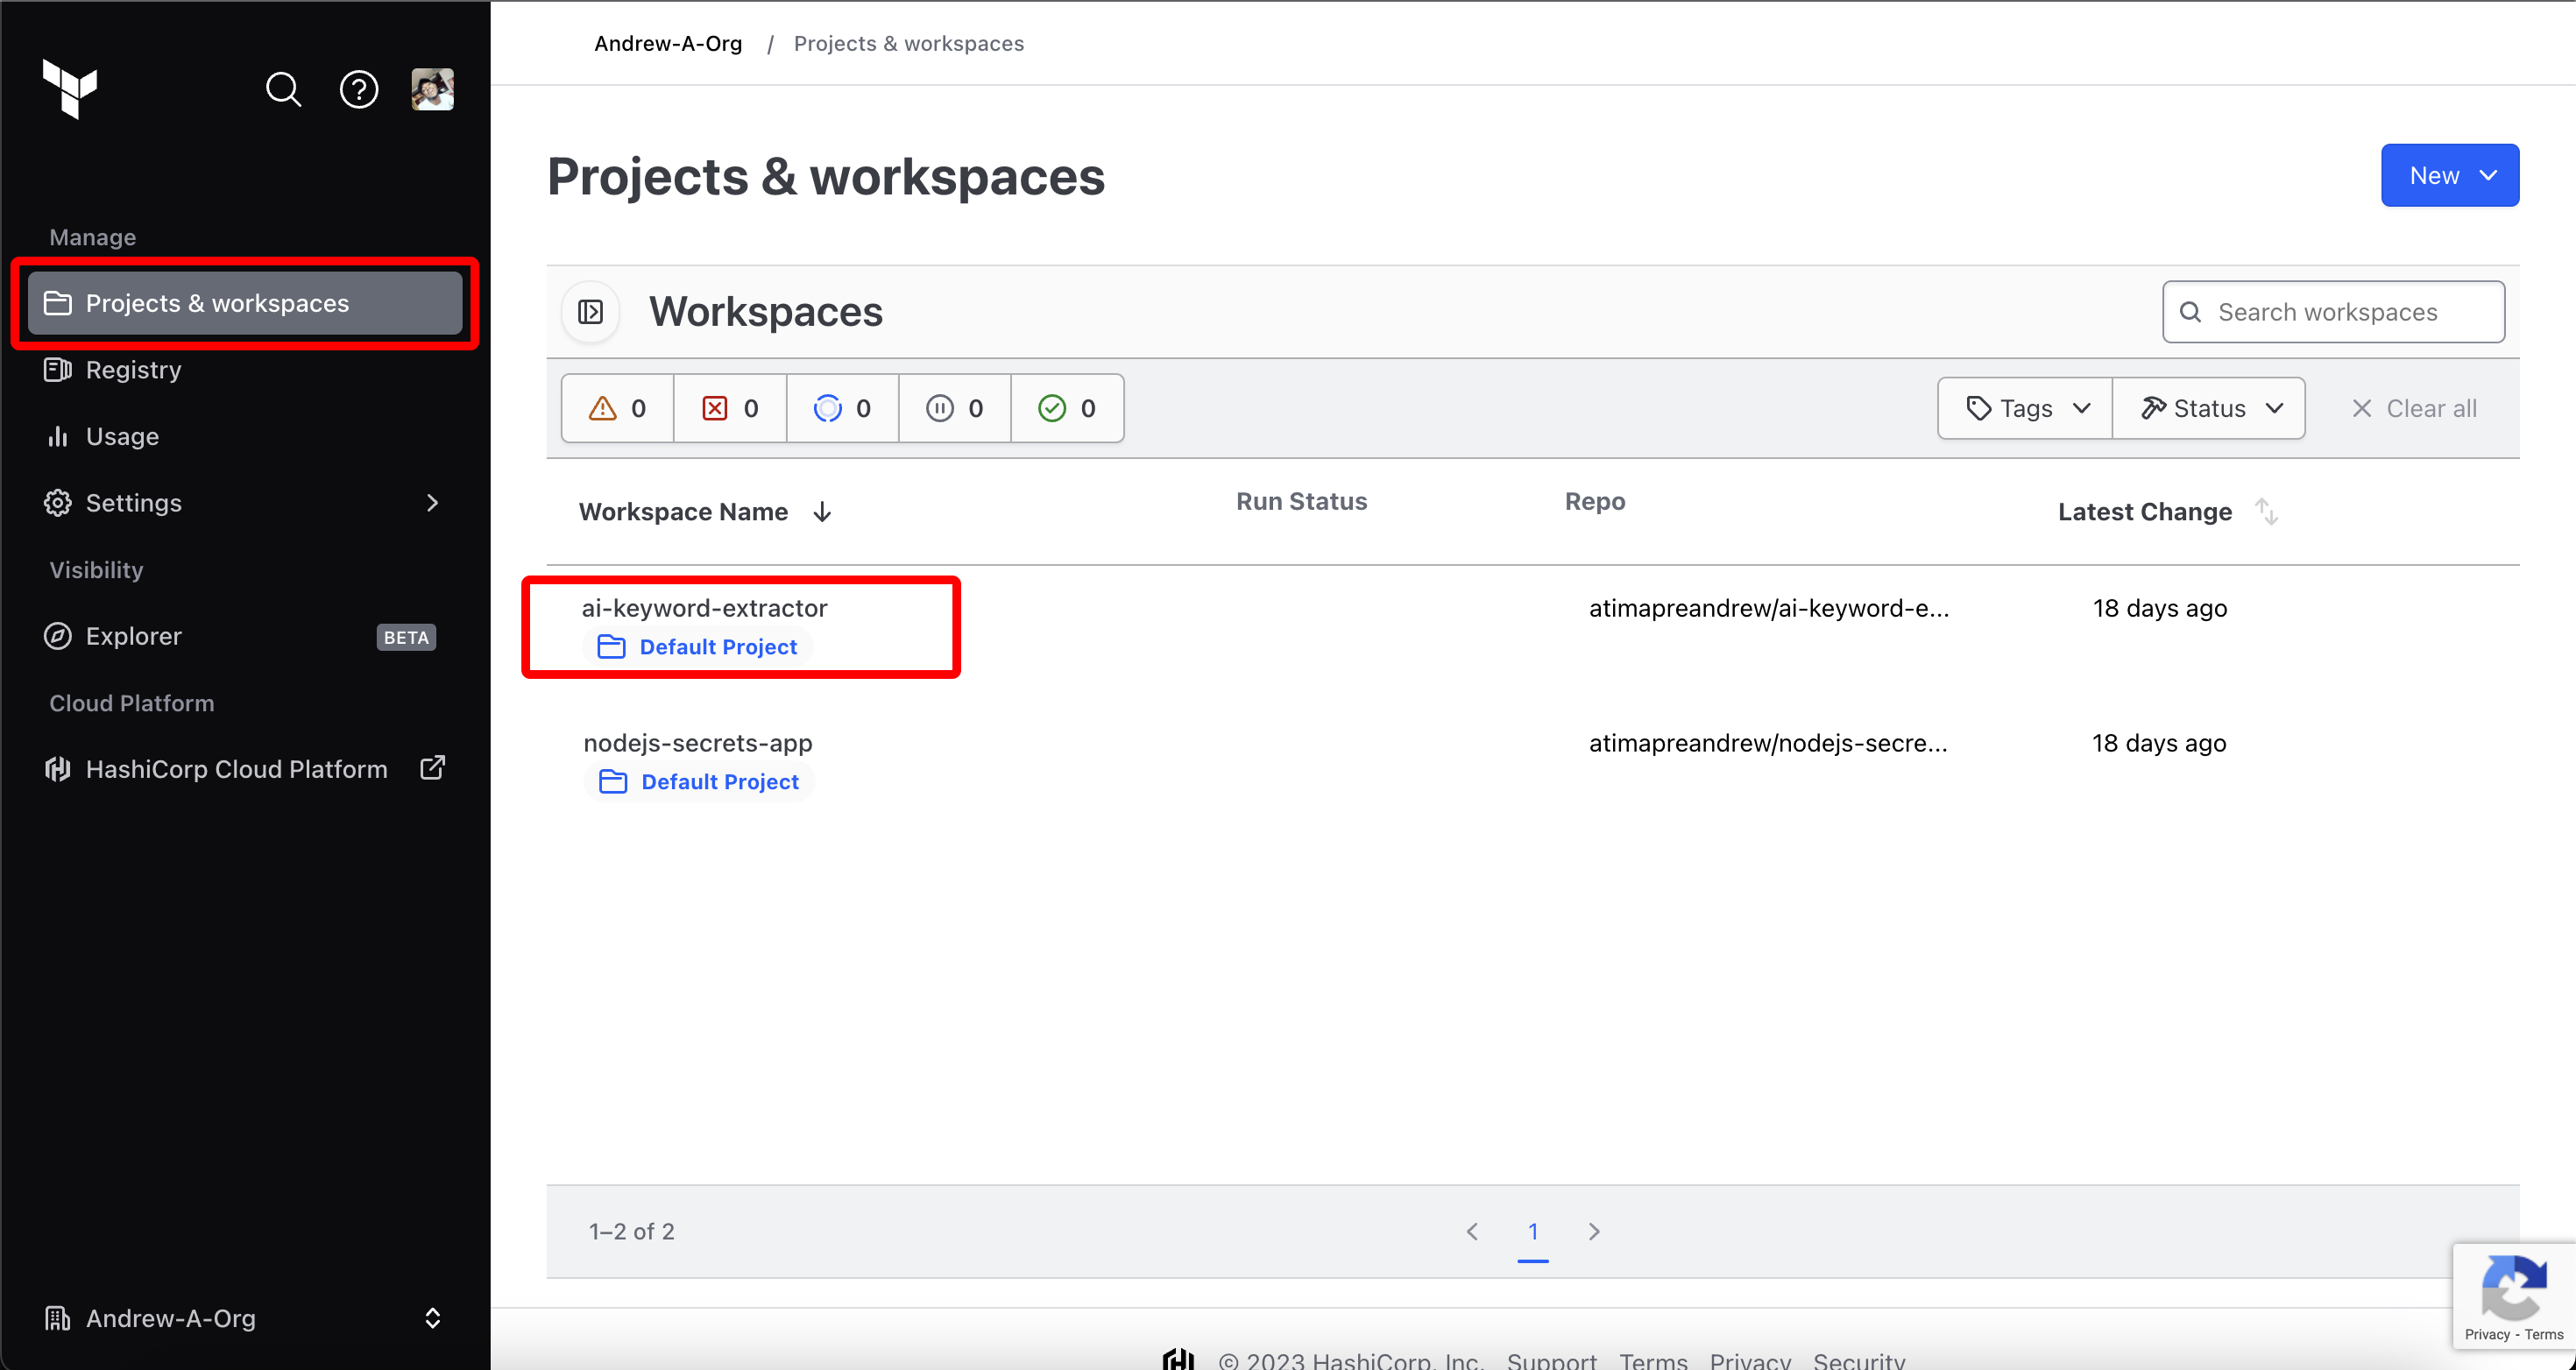 Andrew-A-Org / Projects & workspaces
Manage
Projects & workspaces
Registry
Usage
Settings
Visibility
Explorer BETA
Cloud Platform
HashiCorp Cloud Platform
Andrew-A-Org
Projects & workspaces
New
Workspaces
Search workspaces
0 0 0 0 0
Tags Status Clear all
Workspace Name Run Status Repo Latest Change
ai-keyword-extractor atimapreandrew/ai-keyword-e... 18 days ago
Default Project
nodejs-secrets-app atimapreandrew/nodejs-secre... 18 days ago
Default Project
1–2 of 2 1
Privacy - Terms
© 2023 HashiCorp, Inc. Support Terms Privacy Security